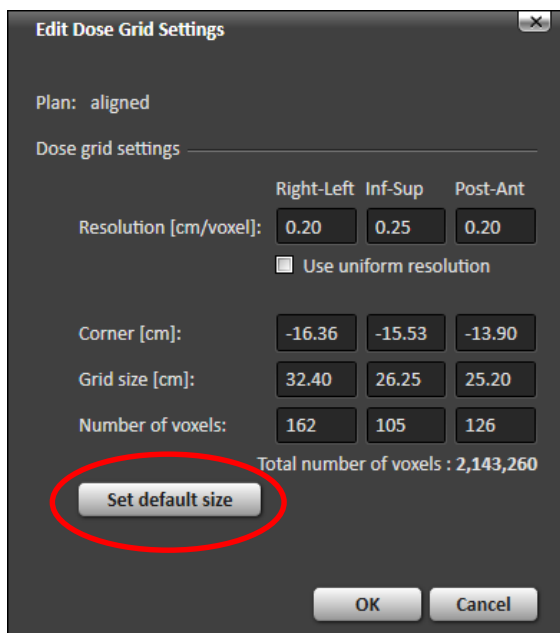 Edit Dose Grid Settings
Plan: aligned
Dose grid settings
Right-Left Inf-Sup Post-Ant
Resolution [cm/voxel]: 0.20 0.25 0.20
Use uniform resolution
Corner [cm]: -16.36 -15.53 -13.90
Grid size [cm]: 32.40 26.25 25.20
Number of voxels: 162 105 126
Total number of voxels : 2,143,260
Set default size
OK Cancel